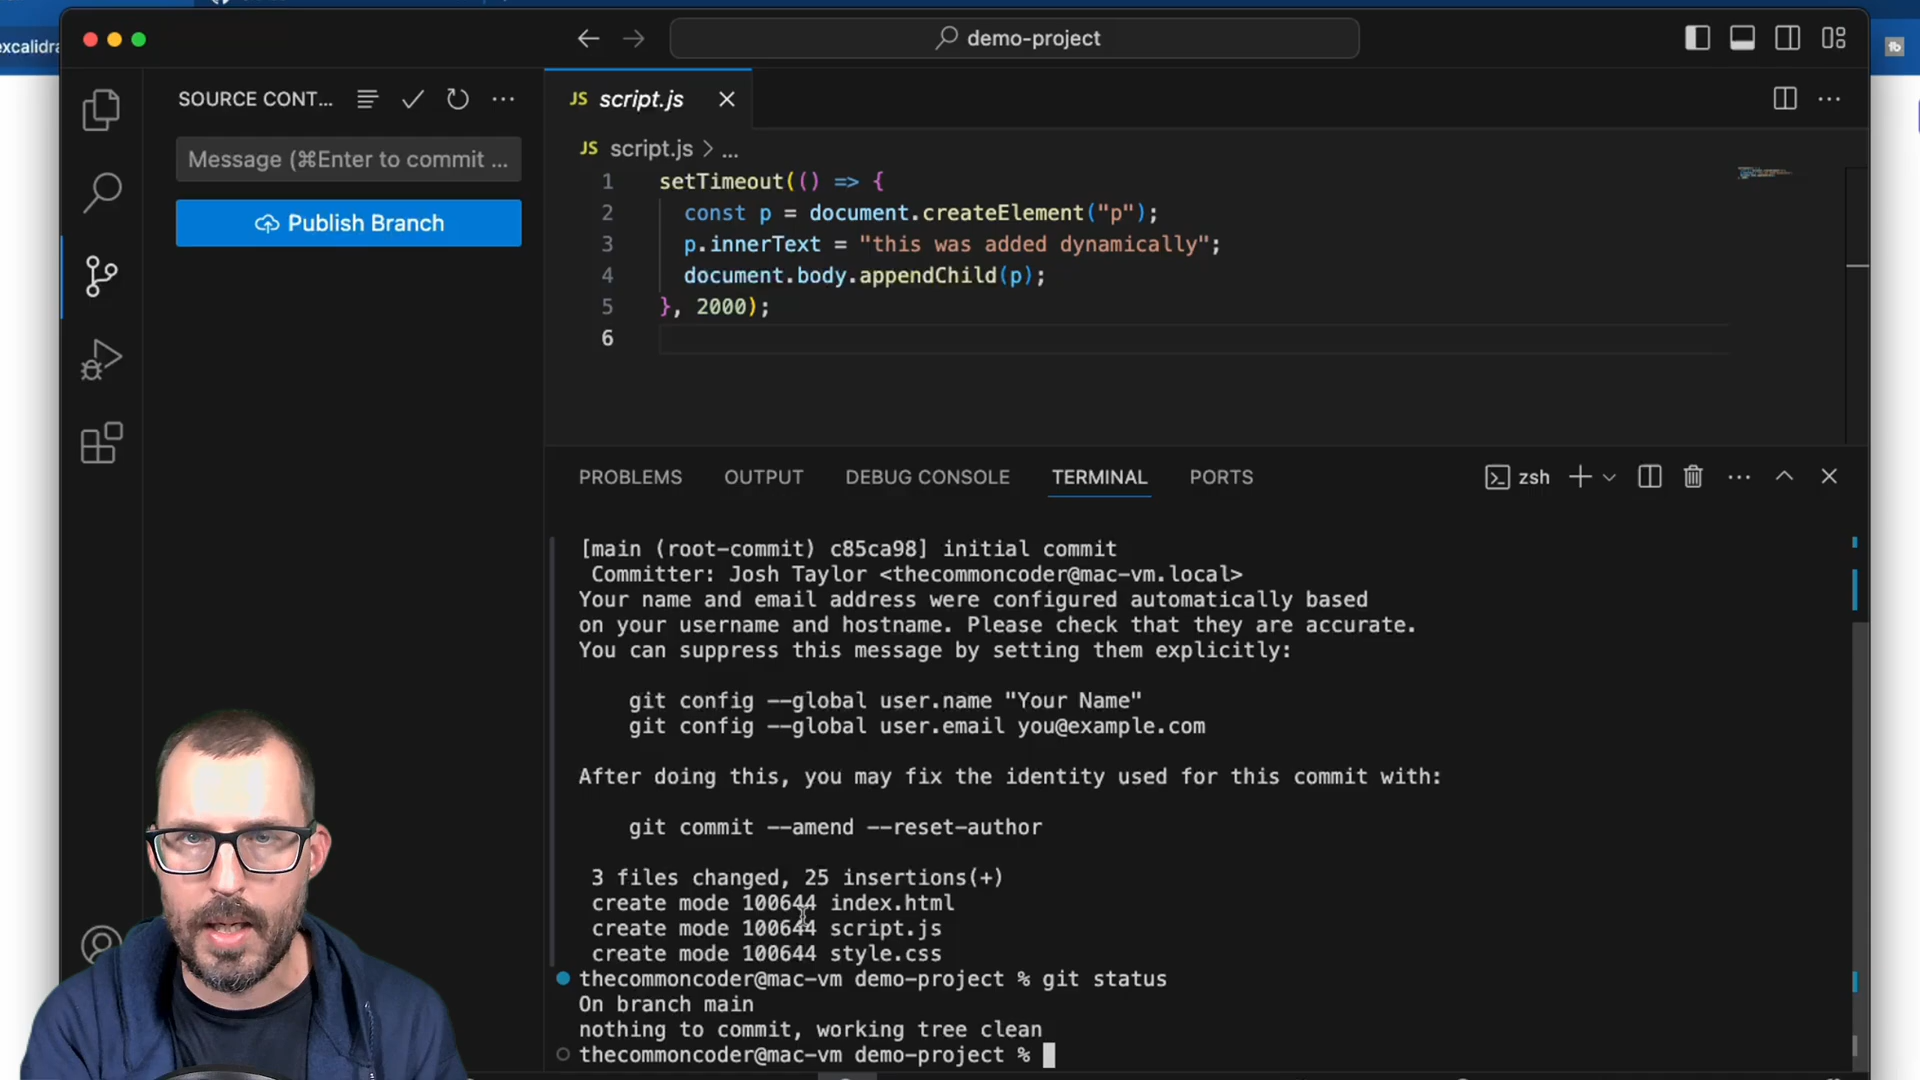 excalidra
demo-project
SOURCE CONT...
Message (⌘Enter to commit ...
Publish Branch
JS script.js
JS script.js > ...
1 setTimeout(() => {
2 const p = document.createElement("p");
3 p.innerText = "this was added dynamically";
4 document.body.appendChild(p);
5 }, 2000);
6
PROBLEMS OUTPUT DEBUG CONSOLE TERMINAL PORTS zsh
[main (root-commit) c85ca98] initial commit
Committer: Josh Taylor <thecommoncoder@mac-vm.local>
Your name and email address were configured automatically based
on your username and hostname. Please check that they are accurate.
You can suppress this message by setting them explicitly:
git config --global user.name "Your Name"
git config --global user.email you@example.com
After doing this, you may fix the identity used for this commit with:
git commit --amend --reset-author
3 files changed, 25 insertions(+)
create mode 100644 index.html
create mode 100644 script.js
create mode 100644 style.css
thecommoncoder@mac-vm demo-project % git status
On branch main
nothing to commit, working tree clean
thecommoncoder@mac-vm demo-project %